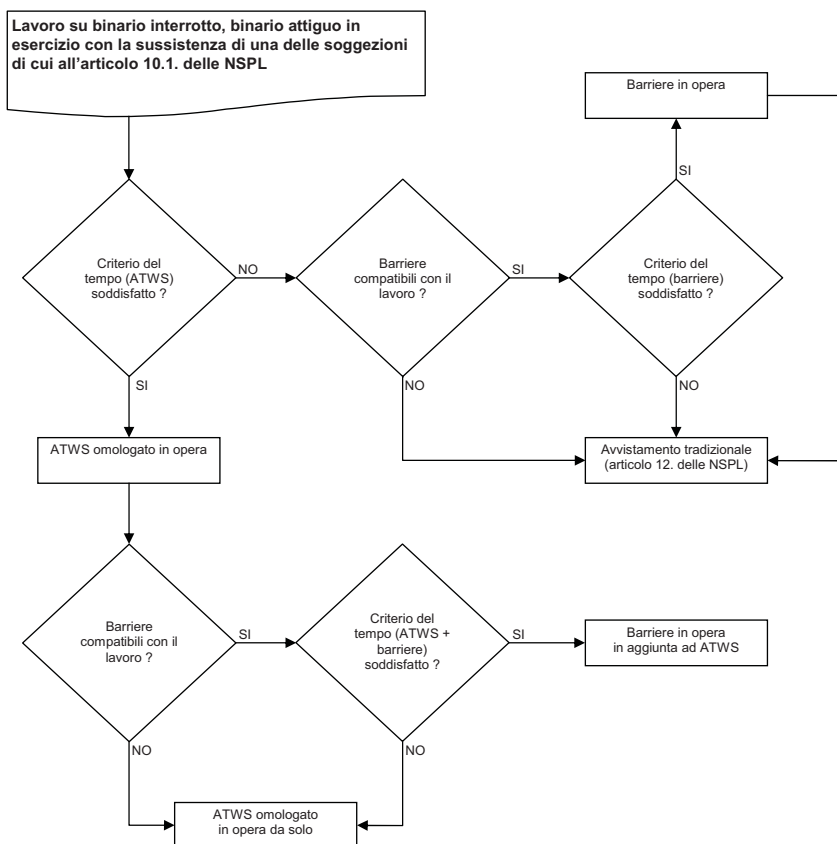 Lavoro su binario interrotto, binario attiguo in
esercizio con la sussistenza di una delle soggezioni
di cui all'articolo 10.1. delle NSPL
Barriere in opera
SI
Criterio del
tempo (ATWS)
soddisfatto ?
NO
Barriere
compatibili con il
lavoro ?
SI
Criterio del
tempo (barriere)
soddisfatto ?
SI
NO
NO
ATWS omologato in opera
Avvistamento tradizionale
(articolo 12. delle NSPL)
Barriere
compatibili con il
lavoro ?
SI
Criterio del
tempo (ATWS +
barriere)
soddisfatto ?
SI
Barriere in opera
in aggiunta ad ATWS
NO
NO
ATWS omologato
in opera da solo